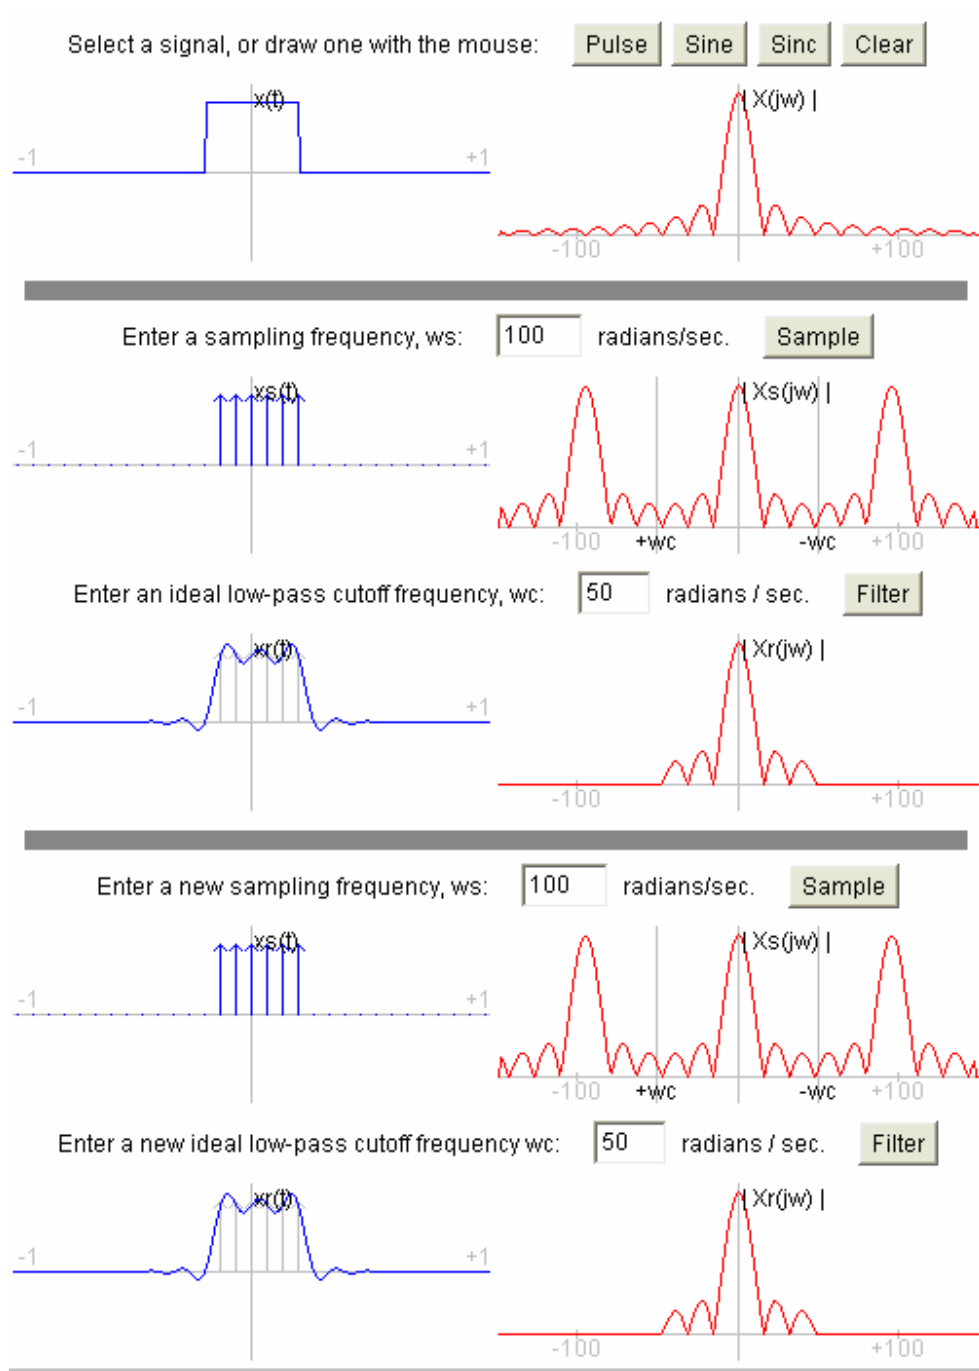 Select a signal, or draw one with the mouse: Pulse Sine Sinc Clear
x(t) | X(jw) |
-1 +1
-100 +100
Enter a sampling frequency, ws: 100 radians/sec. Sample
xs(t) | Xs(jw) |
-1 +1
-100 +wc -wc +100
Enter an ideal low-pass cutoff frequency, wc: 50 radians / sec. Filter
xr(t) | Xr(jw) |
-1 +1
-100 +100
Enter a new sampling frequency, ws: 100 radians/sec. Sample
xs(t) | Xs(jw) |
-1 +1
-100 +wc -wc +100
Enter a new ideal low-pass cutoff frequency wc: 50 radians / sec. Filter
xr(t) | Xr(jw) |
-1 +1
-100 +100